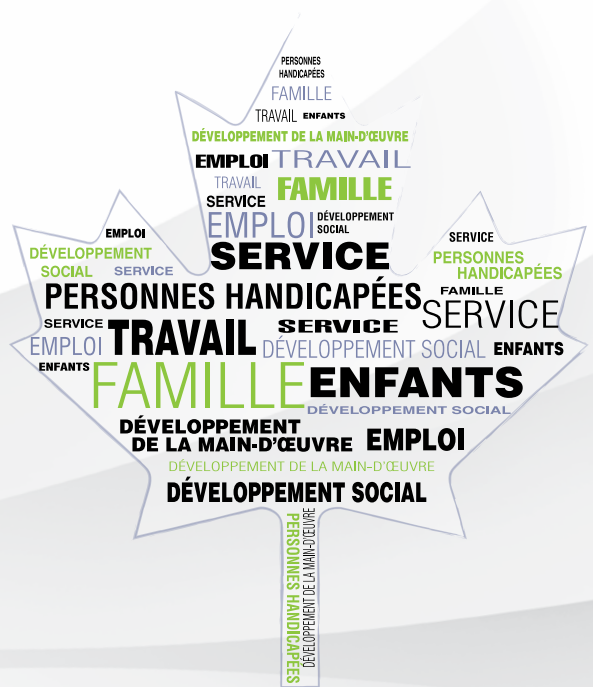 PERSONNES
HANDICAPÉES
FAMILLE
TRAVAIL ENFANTS
DÉVELOPPEMENT DE LA MAIN-D'ŒUVRE
EMPLOI TRAVAIL
TRAVAIL FAMILLE
SERVICE
EMPLOI DÉVELOPPEMENT
SOCIAL
EMPLOI
SERVICE
SERVICE
DÉVELOPPEMENT
SOCIAL SERVICE
PERSONNES
HANDICAPÉES
PERSONNES HANDICAPÉES
FAMILLE
SERVICE
SERVICE TRAVAIL SERVICE
EMPLOI DÉVELOPPEMENT SOCIAL ENFANTS
ENFANTS
FAMILLE ENFANTS
DÉVELOPPEMENT SOCIAL
DÉVELOPPEMENT
DE LA MAIN-D'ŒUVRE EMPLOI
DÉVELOPPEMENT DE LA MAIN-D'ŒUVRE
DÉVELOPPEMENT SOCIAL
PERSONNES HANDICAPÉES
DÉVELOPPEMENT DE LA MAIN-D'ŒUVRE